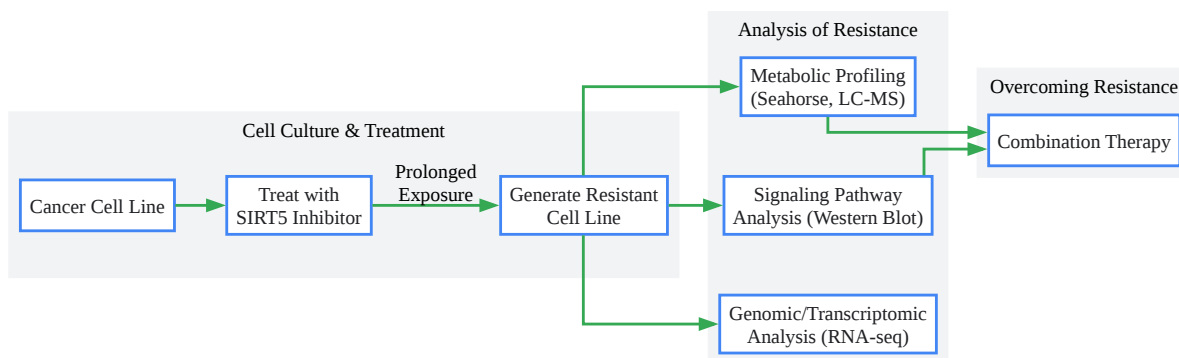 Cell Culture & Treatment
Cancer Cell Line
Treat with
SIRT5 Inhibitor
Prolonged
Exposure
Generate Resistant
Cell Line
Analysis of Resistance
Metabolic Profiling
(Seahorse, LC-MS)
Signaling Pathway
Analysis (Western Blot)
Genomic/Transcriptomic
Analysis (RNA-seq)
Overcoming Resistance
Combination Therapy